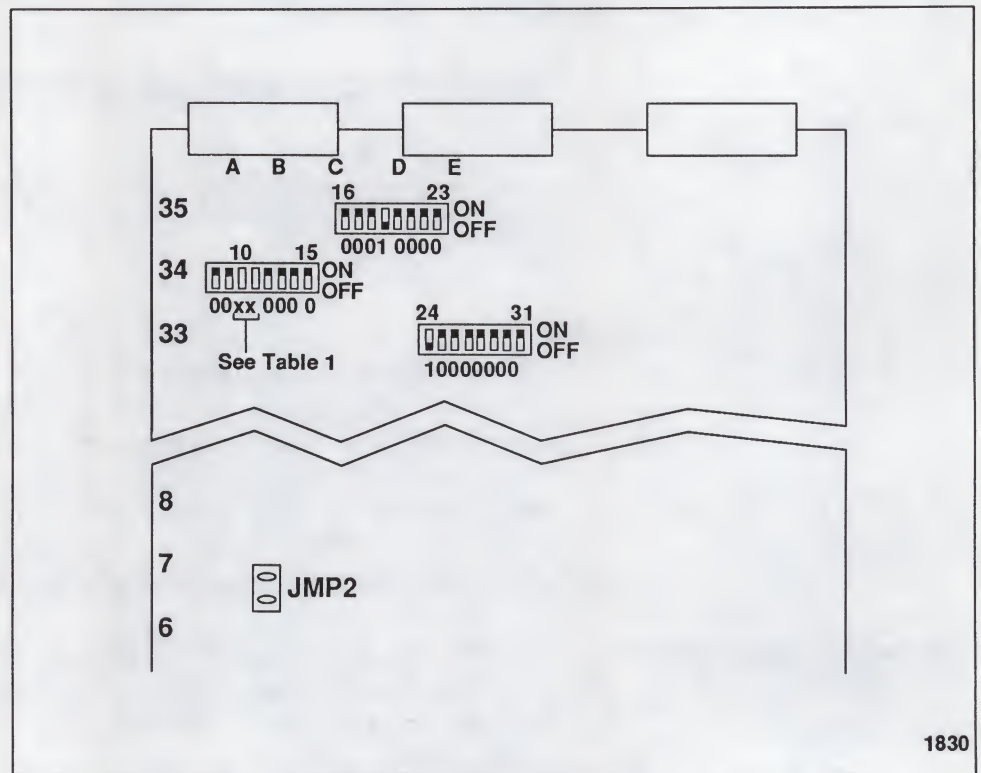 A B C D E
16 23
35 ON
OFF
0001 0000
10 15
34 ON
OFF
00xx 000 0
24 31
33 ON
OFF
See Table 1
10000000
8
7
JMP2
6
1830